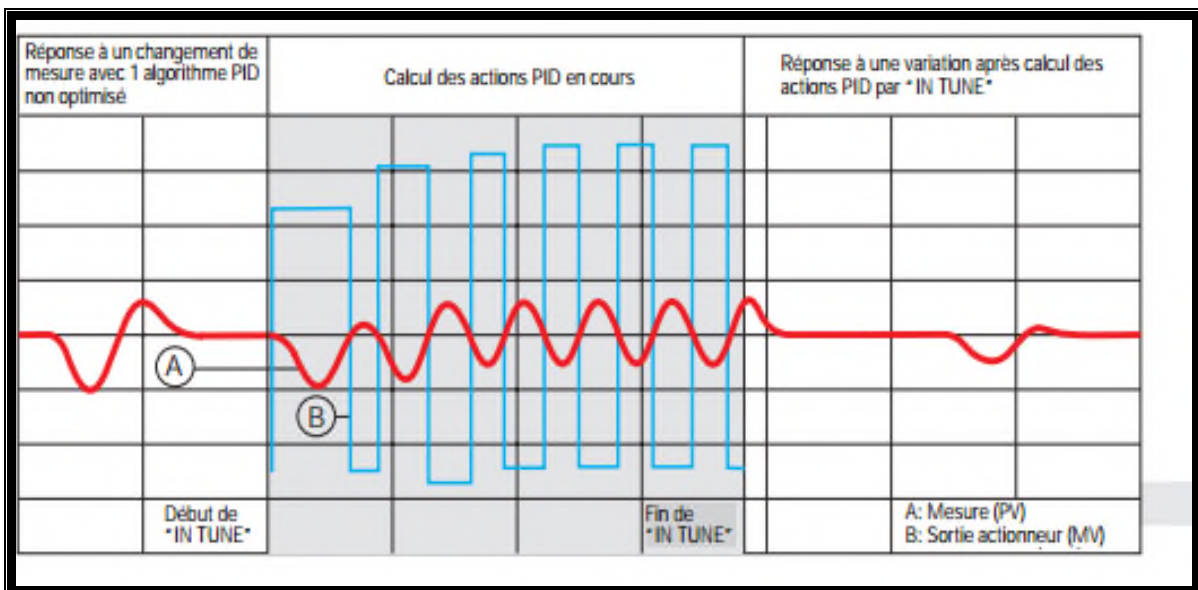 Réponse à un changement de
mesure avec 1 algorithme PID
non optimisé
Calcul des actions PID en cours
Réponse à une variation après calcul des
actions PID par "IN TUNE"
A
B
Début de
"IN TUNE"
Fin de
"IN TUNE"
A: Mesure (PV)
B: Sortie actionneur (MV)